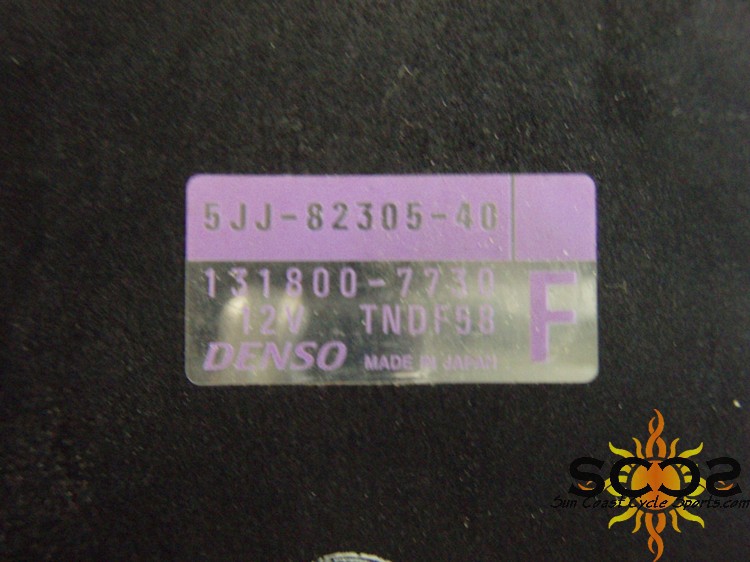 5JJ-82305-40
131800-7730
12V TNDF98
F
DENSO MADE IN JAPAN
SCCS
Sun Coast Cycle Sports.com